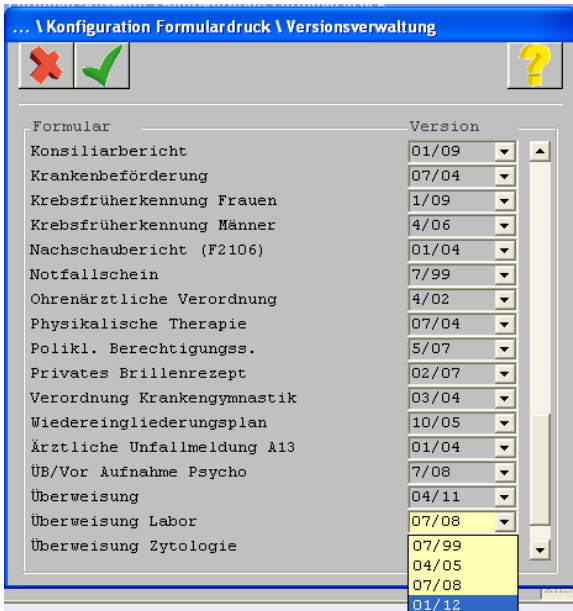 ... \ Konfiguration Formulardruck \ Versionsverwaltung
Formular Version
Konsiliarbericht 01/09
Krankenbeförderung 07/04
Krebsfrüherkennung Frauen 1/09
Krebsfrüherkennung Männer 4/06
Nachschaubericht (F2106) 01/04
Notfallschein 7/99
Ohrenärztliche Verordnung 4/02
Physikalische Therapie 07/04
Polikl. Berechtigungss. 5/07
Privates Brillenrezept 02/07
Verordnung Krankengymnastik 03/04
Wiedereingliederungsplan 10/05
Ärztliche Unfallmeldung A13 01/04
ÜB/Vor Aufnahme Psycho 7/08
Überweisung 04/11
Überweisung Labor 07/08
Überweisung Zytologie
07/99
04/05
07/08
01/12